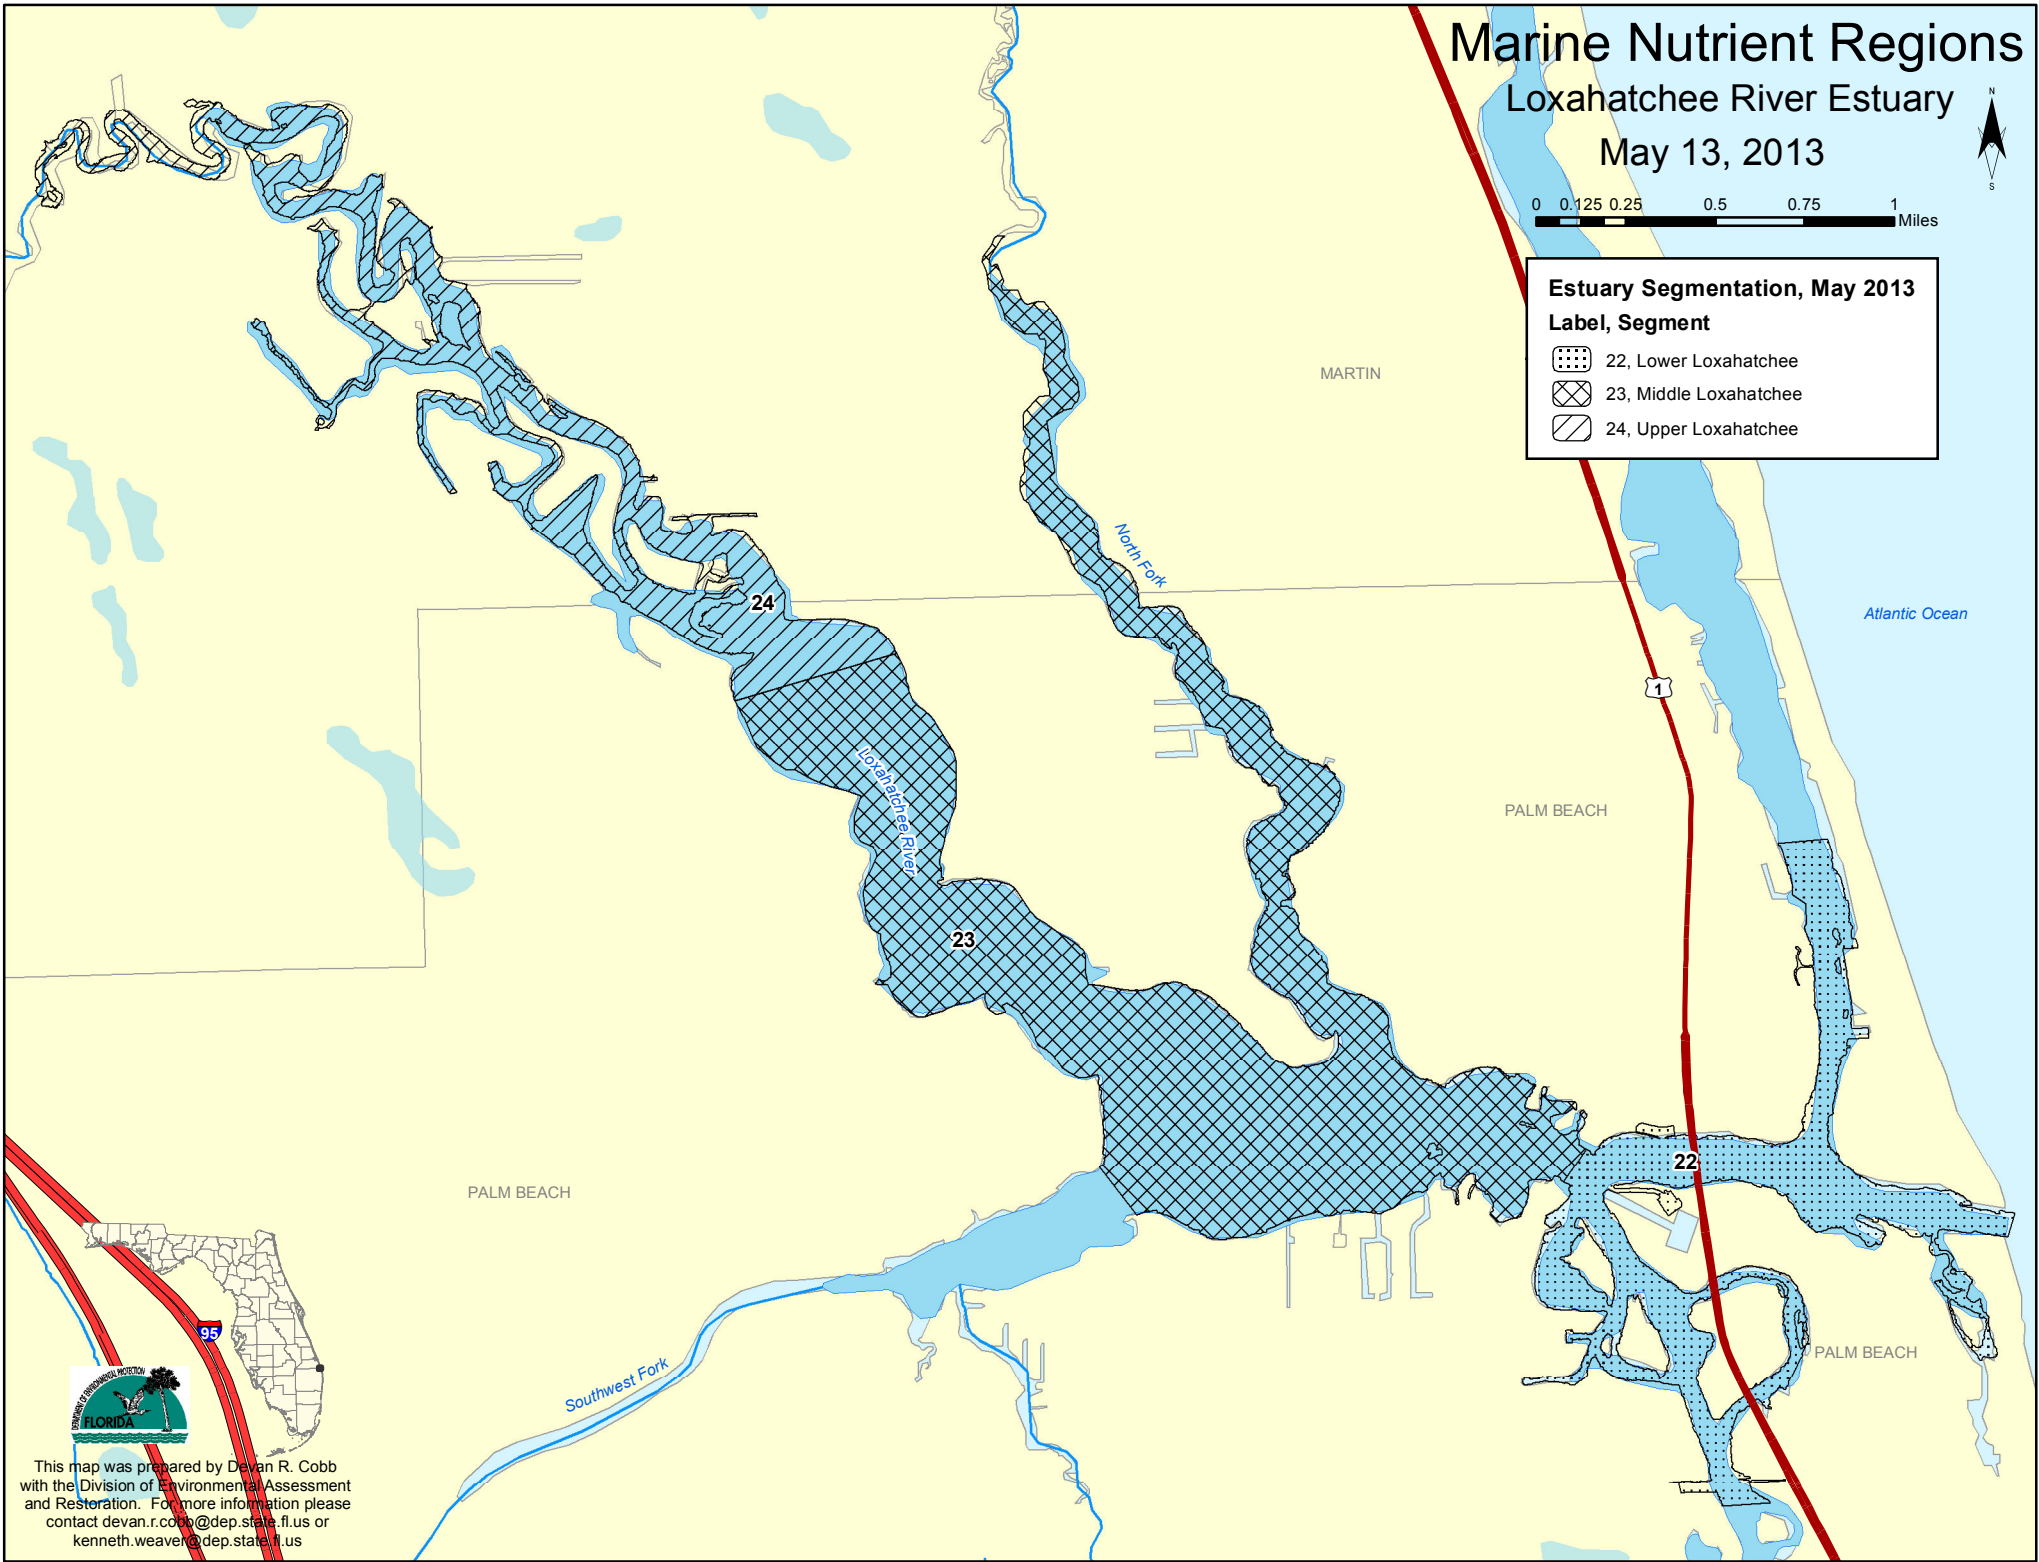 Marine Nutrient Regions
Loxahatchee River Estuary
May 13, 2013
N
S
0 0.125 0.25 0.5 0.75 1
Miles
Estuary Segmentation, May 2013
Label, Segment
22, Lower Loxahatchee
23, Middle Loxahatchee
24, Upper Loxahatchee
MARTIN
North Fork
24
Atlantic Ocean
1
Loxahatchee River
PALM BEACH
23
22
PALM BEACH
PALM BEACH
Southwest Fork
95
DEPARTMENT OF ENVIRONMENTAL PROTECTION
FLORIDA
This map was prepared by Devan R. Cobb
with the Division of Environmental Assessment
and Restoration. For more information please
contact devan.r.cobb@dep.state.fl.us or
kenneth.weaver@dep.state.fl.us